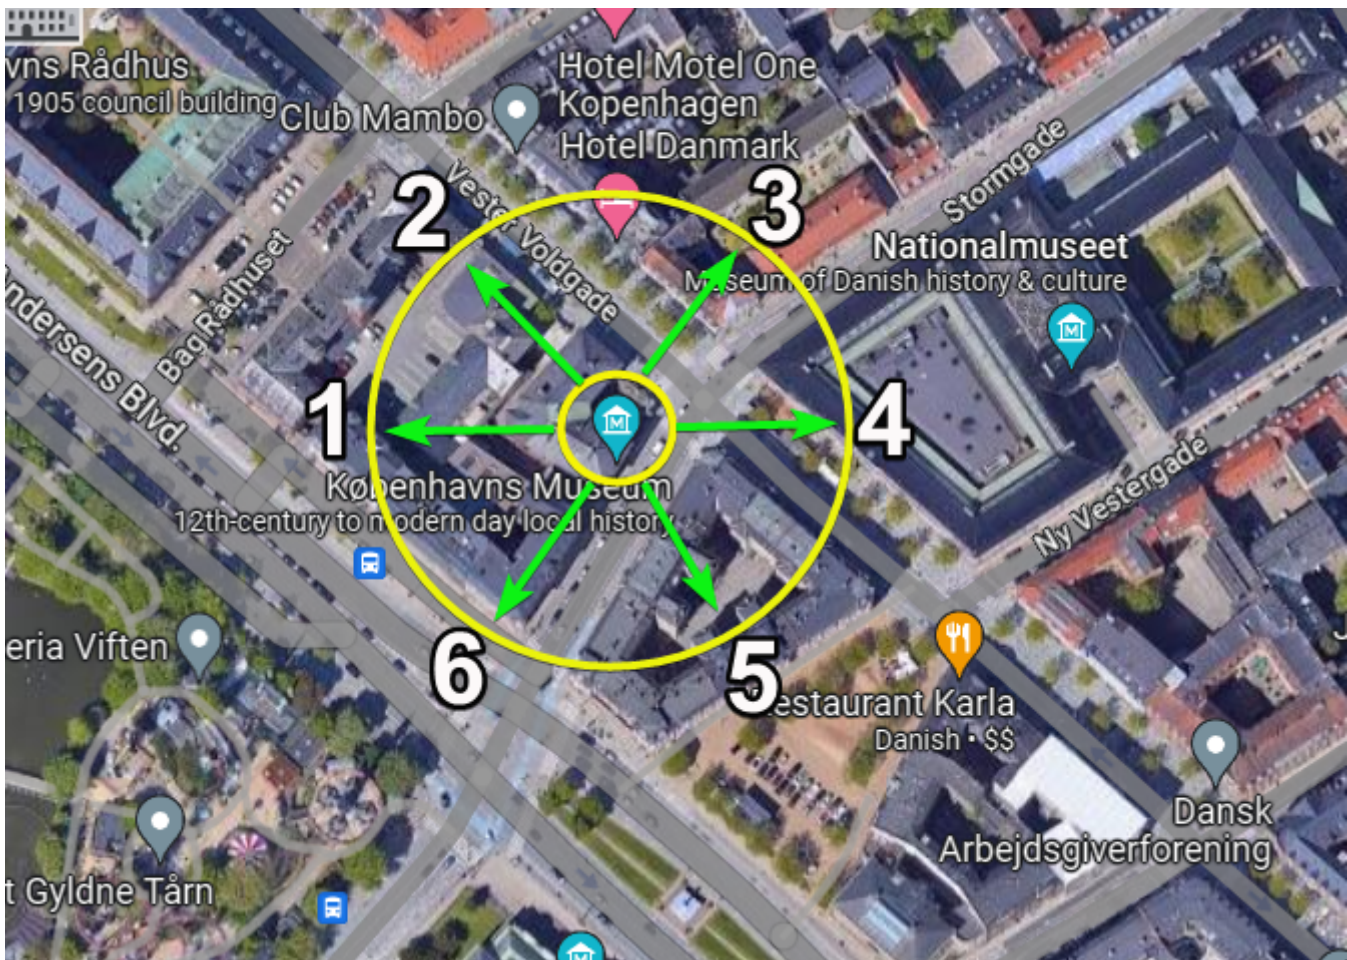 vns Rådhus
1905 council building
Club Mambo
Hotel Motel One
Kopenhagen
Hotel Danmark
Vester Voldgade
Stormgade
Nationalmuseet
Museum of Danish history & culture
Bag Rådhuset
ndersens Blvd.
1
2
3
4
5
6
Københavns Museum
12th-century to modern day local history
Ny Vestergade
eria Viften
estaurant Karla
Danish • $$
Dansk
Arbejdsgiverforening
t Gyldne Tårn